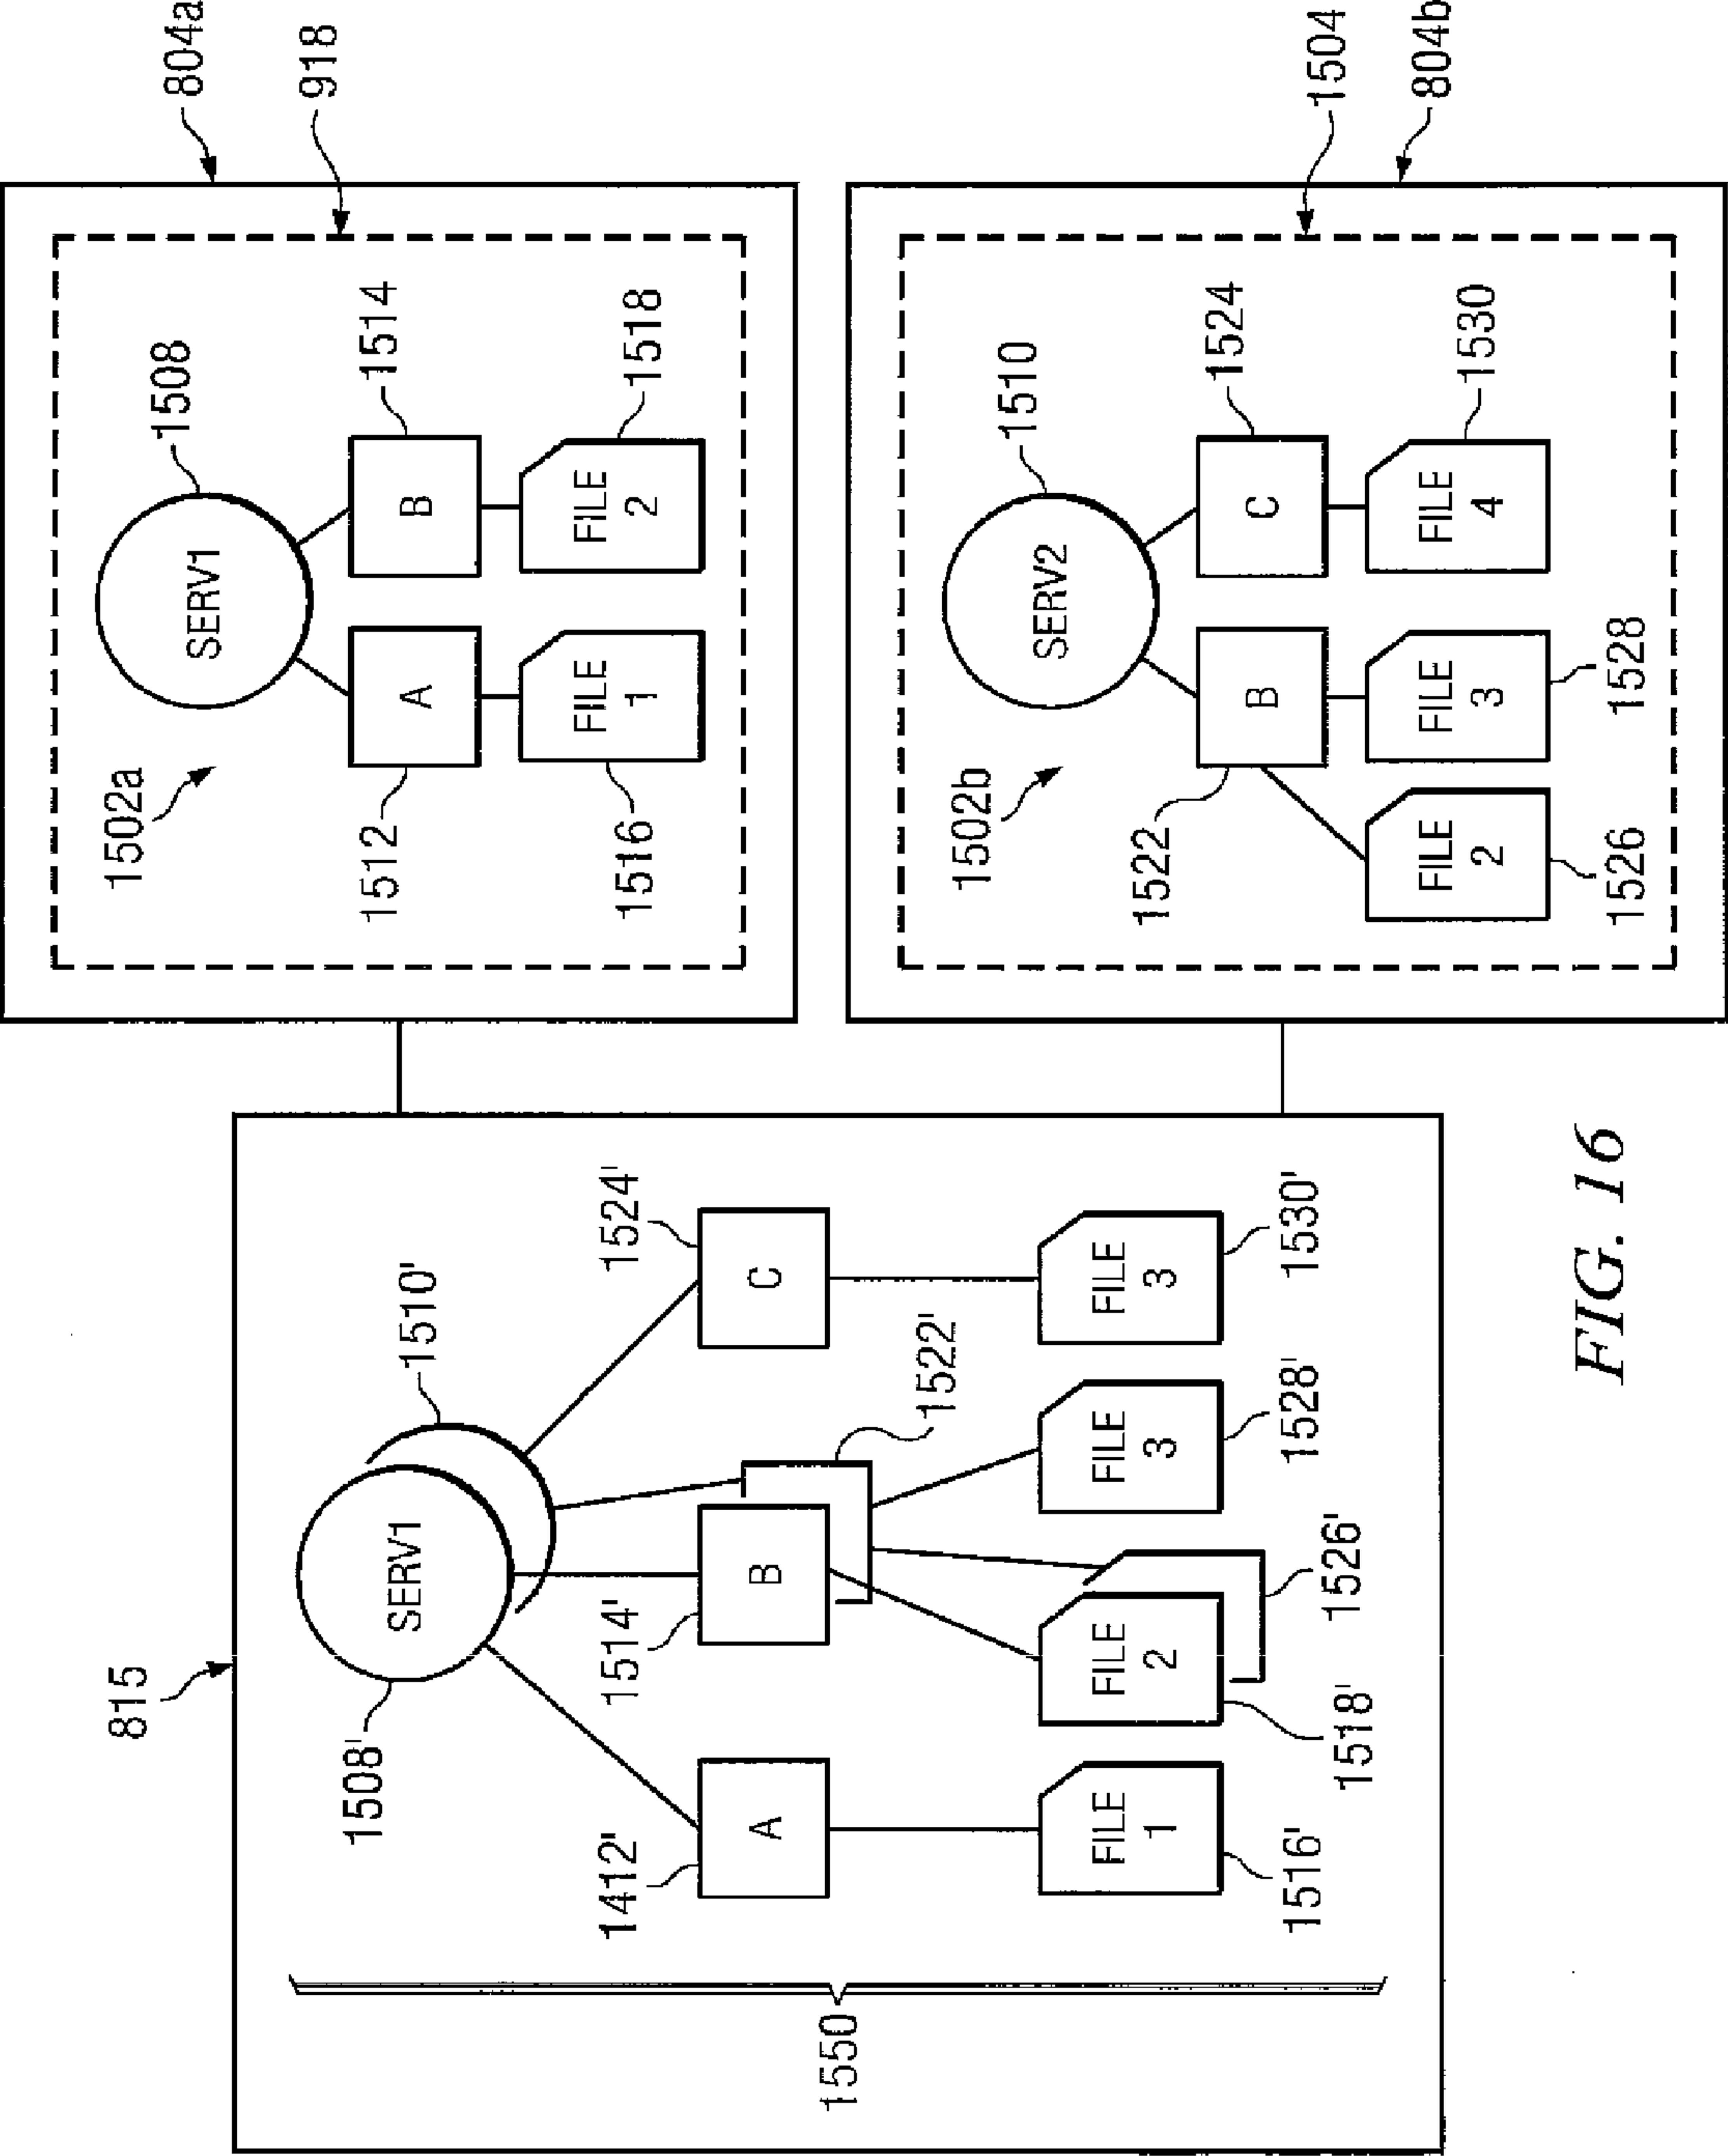 815
1508'
SERV1
1510'
1412'
A
1514'
B
1522'
1524'
C
FILE
1
1516'
FILE
2
1518'
1526'
FILE
3
1528'
FILE
3
1530'
1550
804a
918
1502a
SERV1
1508
1512
A
B
1514
1516
FILE
1
FILE
2
1518
804b
1504
1502b
SERV2
1510
1522
B
C
1524
FILE
2
1526
FILE
3
1528
FILE
4
1530
FIG. 16